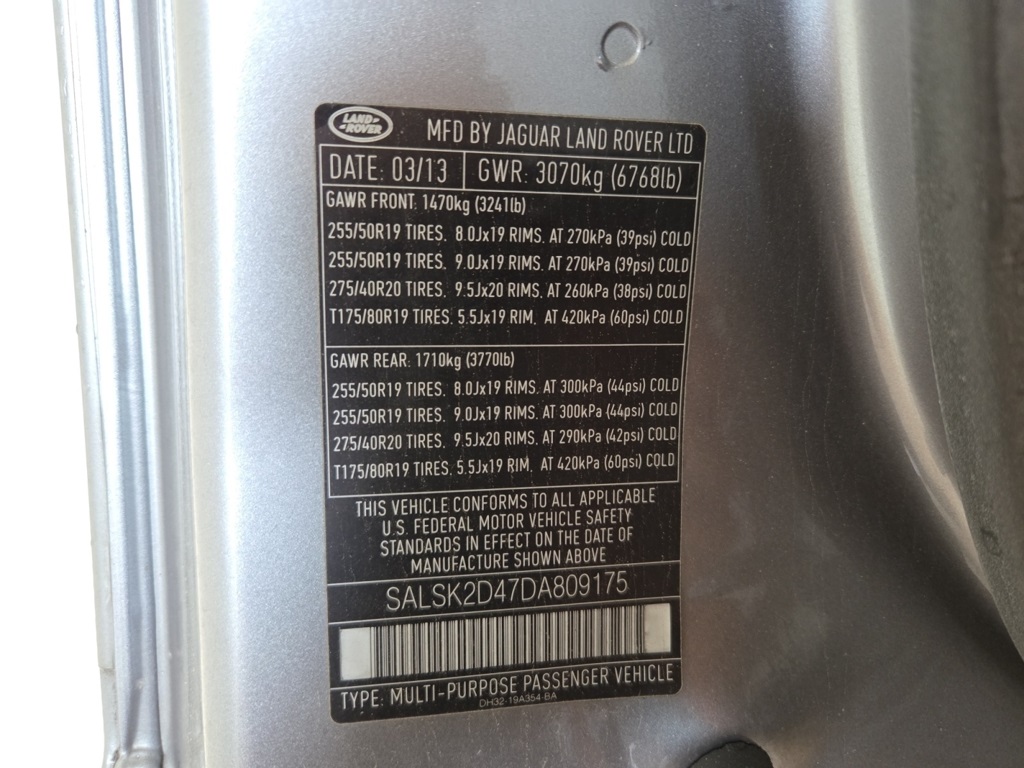 LAND-
-ROVER
MFD BY JAGUAR LAND ROVER LTD
DATE: 03/13 GWR: 3070kg (6768lb)
GAWR FRONT: 1470kg (3241lb)
255/50R19 TIRES. 8.0Jx19 RIMS. AT 270kPa (39psi) COLD
255/50R19 TIRES. 9.0Jx19 RIMS. AT 270kPa (39psi) COLD
275/40R20 TIRES. 9.5Jx20 RIMS. AT 260kPa (38psi) COLD
T175/80R19 TIRES. 5.5Jx19 RIM. AT 420kPa (60psi) COLD
GAWR REAR: 1710kg (3770lb)
255/50R19 TIRES. 8.0Jx19 RIMS. AT 300kPa (44psi) COLD
255/50R19 TIRES. 9.0Jx19 RIMS. AT 300kPa (44psi) COLD
275/40R20 TIRES. 9.5Jx20 RIMS. AT 290kPa (42psi) COLD
T175/80R19 TIRES. 5.5Jx19 RIM. AT 420kPa (60psi) COLD
THIS VEHICLE CONFORMS TO ALL APPLICABLE
U.S. FEDERAL MOTOR VEHICLE SAFETY
STANDARDS IN EFFECT ON THE DATE OF
MANUFACTURE SHOWN ABOVE
SALSK2D47DA809175
TYPE: MULTI-PURPOSE PASSENGER VEHICLE
DH32-19A354-BA